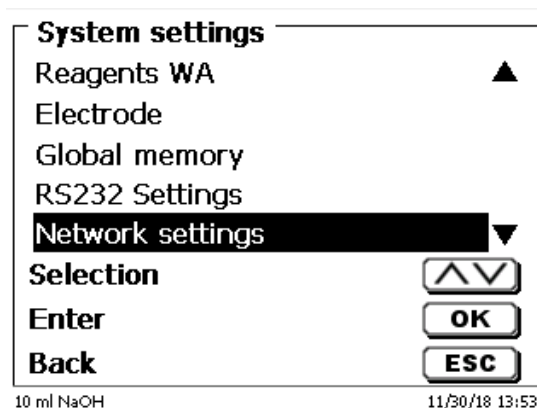 System settings
Reagents WA
Electrode
Global memory
RS232 Settings
Network settings
Selection
Enter OK
Back ESC
10 ml NaOH 11/30/18 13:53